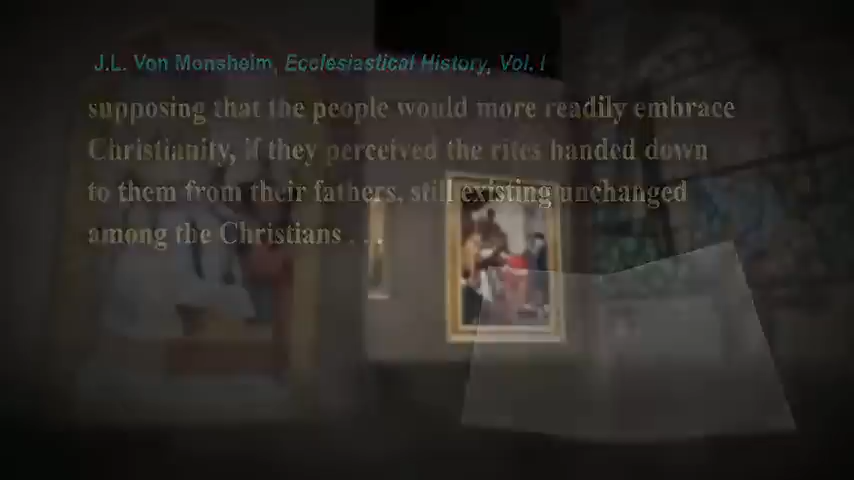 J.L. Von Monsheim, Ecclesiastical History, Vol. I
supposing that the people would more readily embrace
Christianity, if they perceived the rites handed down
to them from their fathers, still existing unchanged
among the Christians . . .